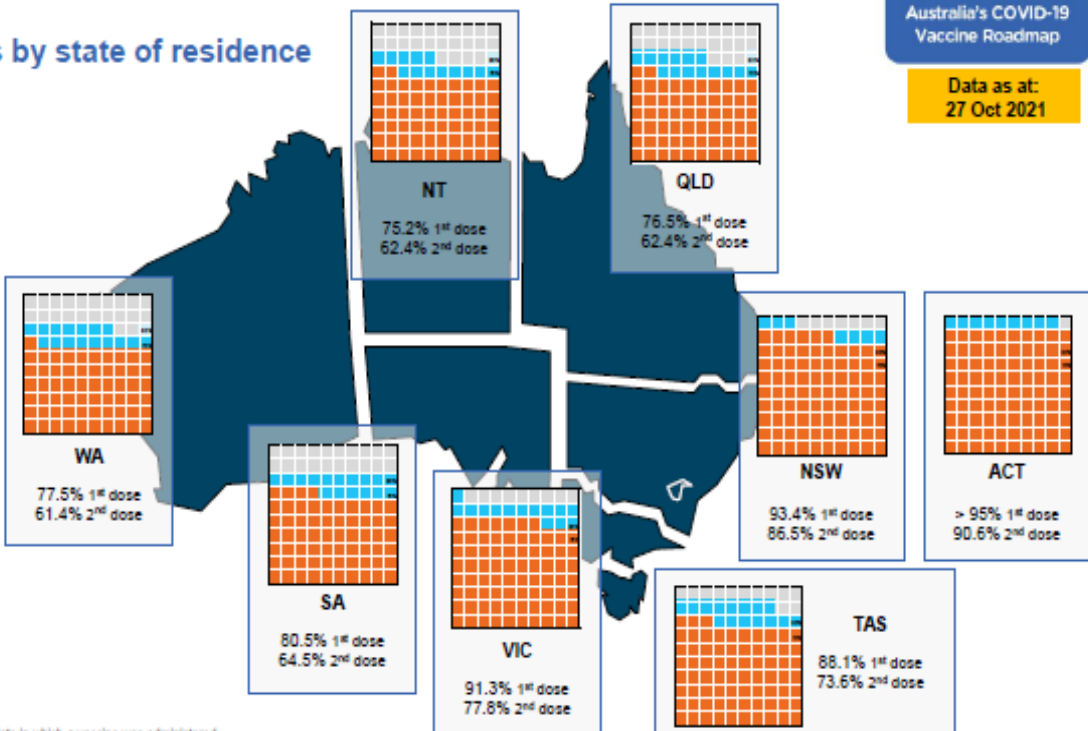 s by state of residence
Australia's COVID-19
Vaccine Roadmap
Data as at:
27 Oct 2021
NT
75.2% 1st dose
62.4% 2nd dose
QLD
76.5% 1st dose
62.4% 2nd dose
WA
77.5% 1st dose
61.4% 2nd dose
SA
80.5% 1st dose
64.5% 2nd dose
VIC
91.3% 1st dose
77.8% 2nd dose
NSW
93.4% 1st dose
86.5% 2nd dose
ACT
> 95% 1st dose
90.6% 2nd dose
TAS
88.1% 1st dose
73.6% 2nd dose